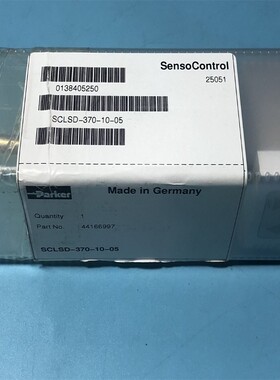 SensoControl
25051
0138405250
SCLSD-370-10-05
Parker
Made in Germany
Quantity 1
Part No.
SCLSD-370-10-05